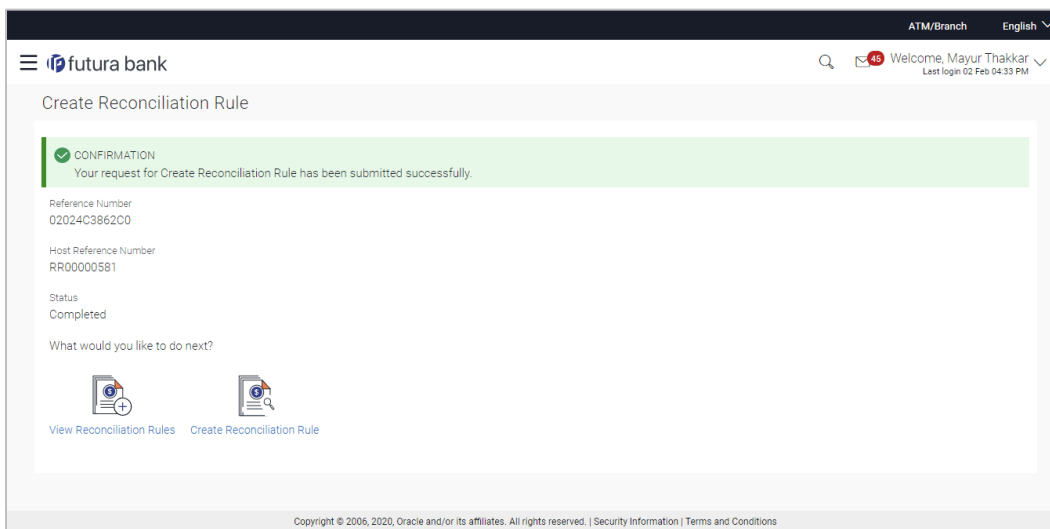 ATM/Branch English
futura bank
45 Welcome, Mayur Thakkar
Last login 02 Feb 04:33 PM
Create Reconciliation Rule
CONFIRMATION
Your request for Create Reconciliation Rule has been submitted successfully.
Reference Number
02024C3862C0
Host Reference Number
RR00000581
Status
Completed
What would you like to do next?
View Reconciliation Rules Create Reconciliation Rule
Copyright © 2006, 2020, Oracle and/or its affiliates. All rights reserved. | Security Information | Terms and Conditions